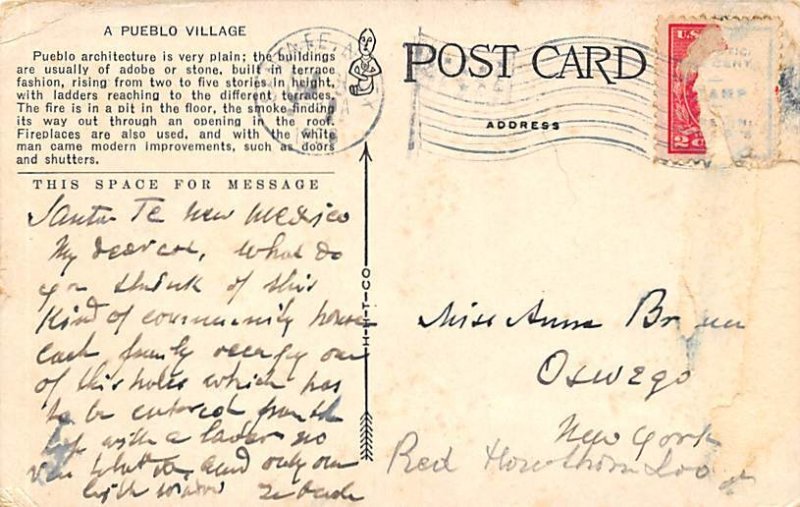 A PUEBLO VILLAGE
Pueblo architecture is very plain; the buildings
are usually of adobe or stone, built in terrace
fashion, rising from two to five stories in height,
with ladders reaching to the different terraces.
The fire is in a pit in the floor, the smoke finding
its way out through an opening in the roof.
Fireplaces are also used, and with the white
man came modern improvements, such as doors
and shutters.
THIS SPACE FOR MESSAGE
Santa Fe New Mexico
My dear, what do
you think of this
Kind of community house
Each family occupy one
of this holes which has
to be entered from the
top with a ladder no
and only one
H-H-T-CO
POST CARD
ADDRESS
U.S.
2¢
Miss Anna
Oswego
New York
Red Hawthorn